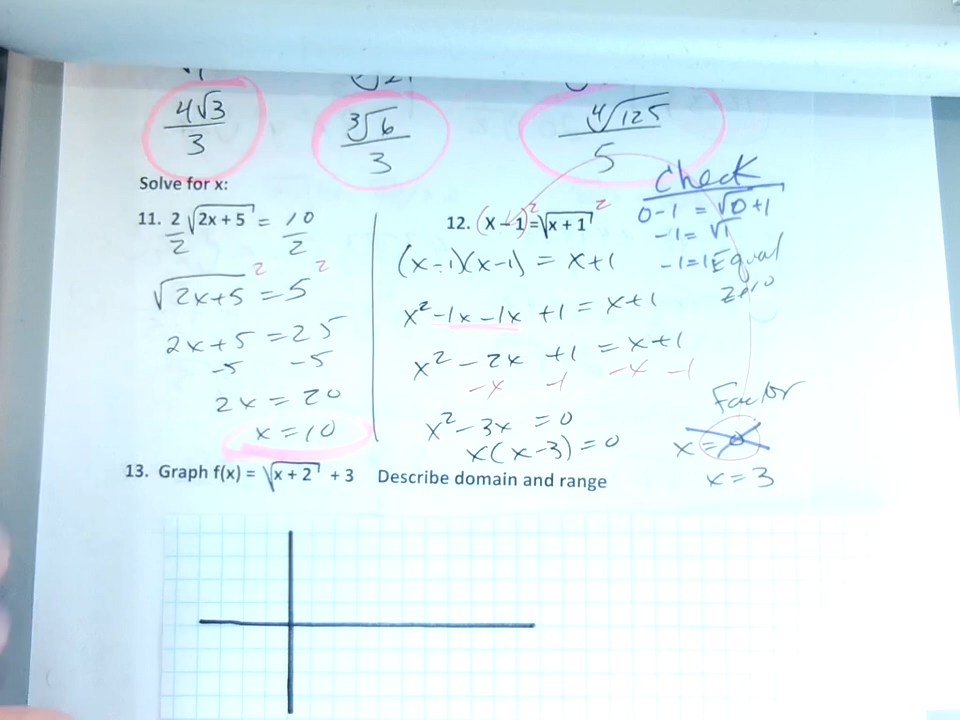 4√3/3 ∛6/3 ∜125/5
Solve for x:
Check
11. 2√2x + 5 = 10
2 2
12. (x – 1)² = √x + 1 ²
0 - 1 = √0 + 1
-1 = √1
√2x+5 ² = 5 ²
(x-1)(x-1) = x+1
-1 = 1 Equal
zero
2x+5 = 25
x² -1x -1x +1 = x+1
-5 -5
x² - 2x +1 = x+1
-x -1 -x -1
2x = 20
Factor
x = 10
x² - 3x = 0
x(x-3) = 0
x = 0
x = 3
13. Graph f(x) = √x + 2 + 3 Describe domain and range